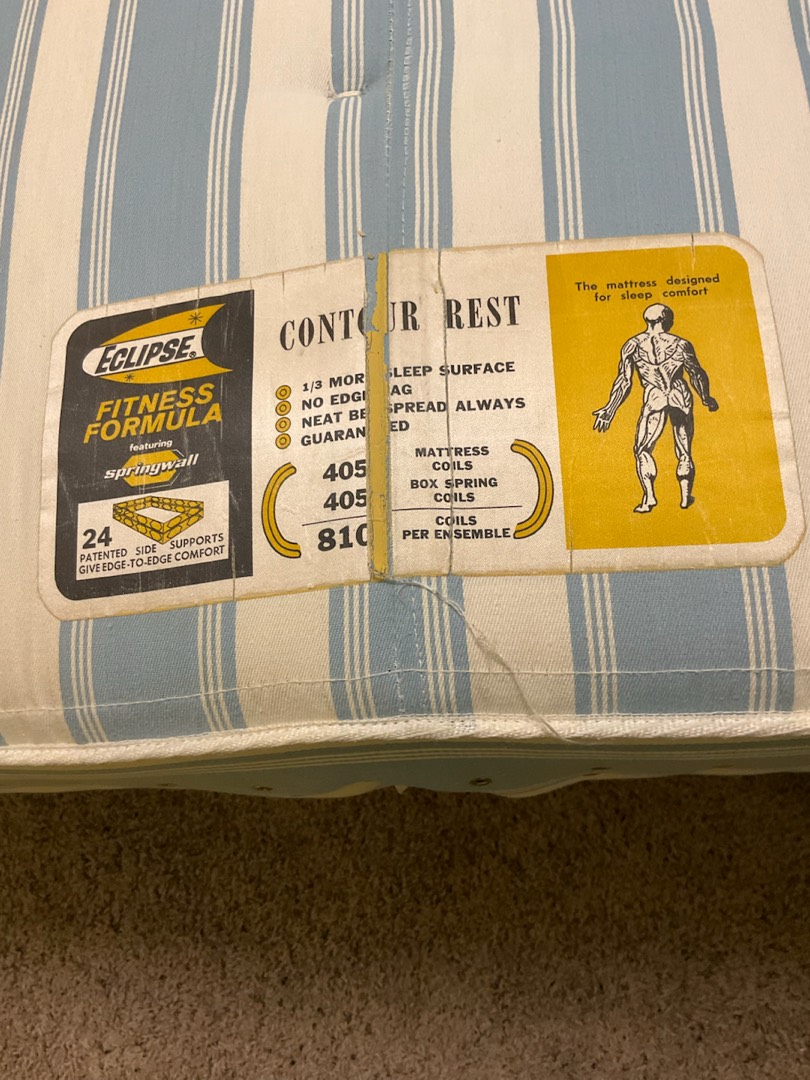 ECLIPSE®
FITNESS
FORMULA
featuring
springwall
24
PATENTED SIDE SUPPORTS
GIVE EDGE-TO-EDGE COMFORT
CONTOUR REST
1/3 MOR SLEEP SURFACE
NO EDG AG
NEAT BE SPREAD ALWAYS
GUARAN ED
405 MATTRESS COILS
405 BOX SPRING COILS
810 COILS PER ENSEMBLE
The mattress designed
for sleep comfort